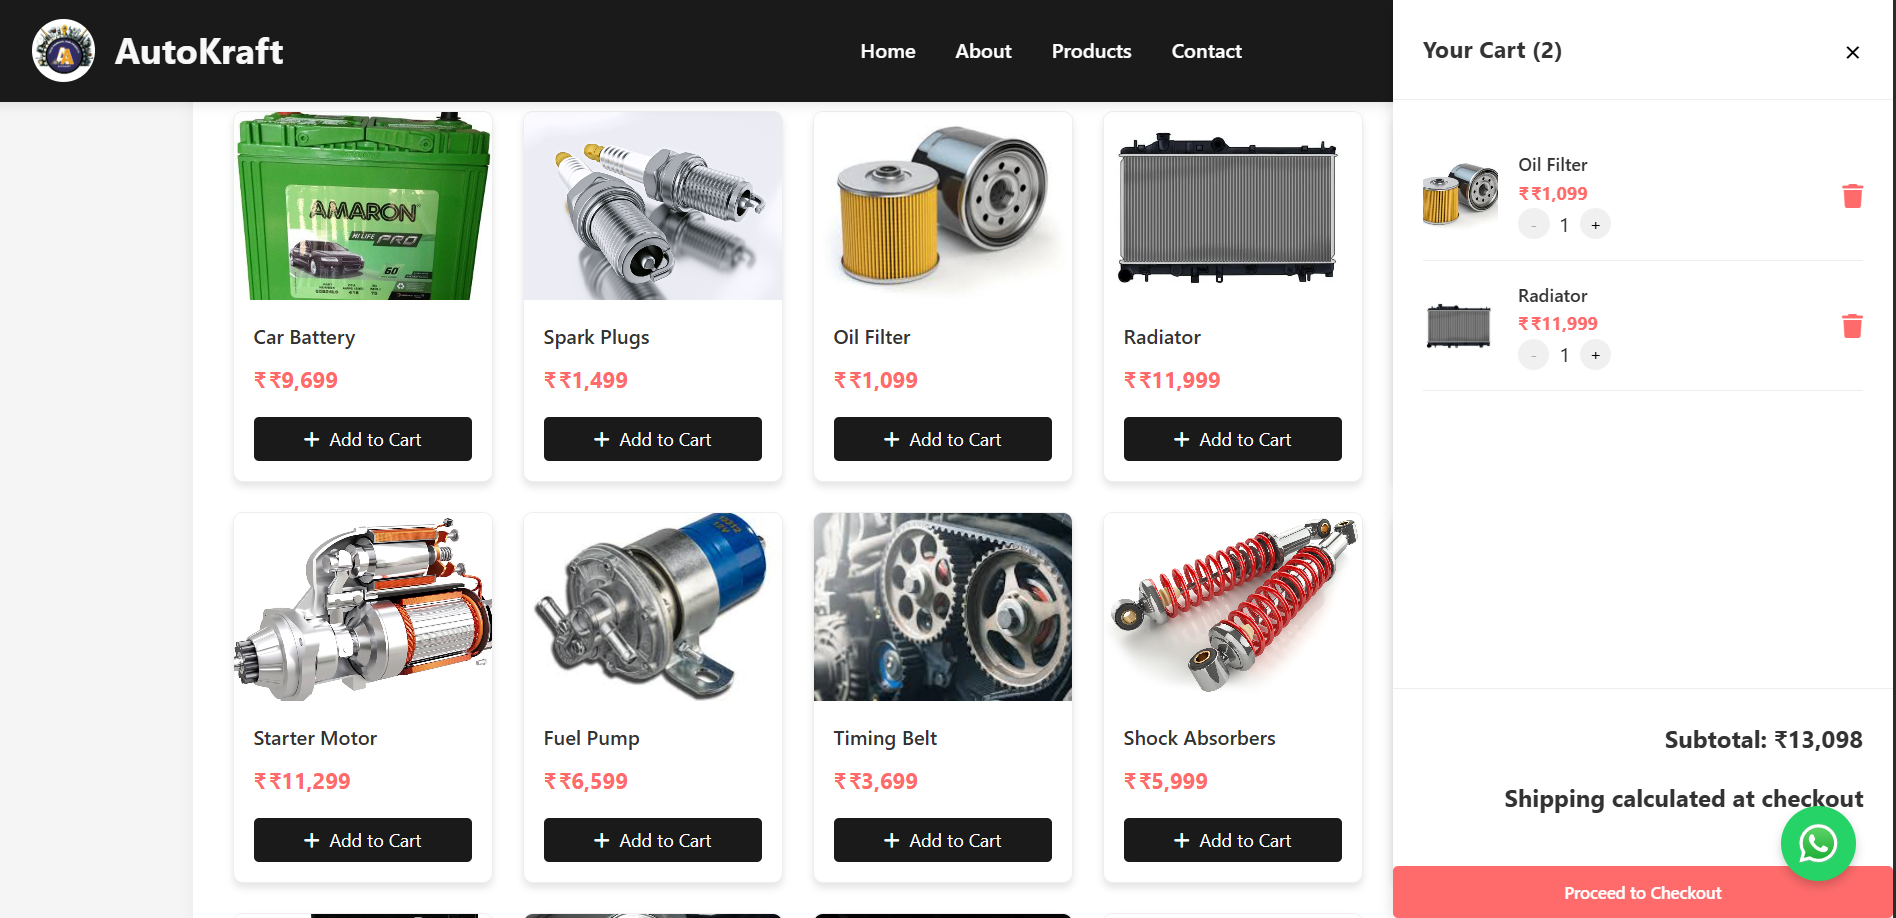 AutoKraft
Home
About
Products
Contact
AMARON
HI LIFE PRO
60
Car Battery
₹₹9,699
+ Add to Cart
Spark Plugs
₹₹1,499
+ Add to Cart
Oil Filter
₹₹1,099
+ Add to Cart
Radiator
₹₹11,999
+ Add to Cart
Starter Motor
₹₹11,299
+ Add to Cart
Fuel Pump
₹₹6,599
+ Add to Cart
Timing Belt
₹₹3,699
+ Add to Cart
Shock Absorbers
₹₹5,999
+ Add to Cart
Your Cart (2)
×
Oil Filter
₹₹1,099
- 1 +
Radiator
₹₹11,999
- 1 +
Subtotal: ₹13,098
Shipping calculated at checkout
Proceed to Checkout